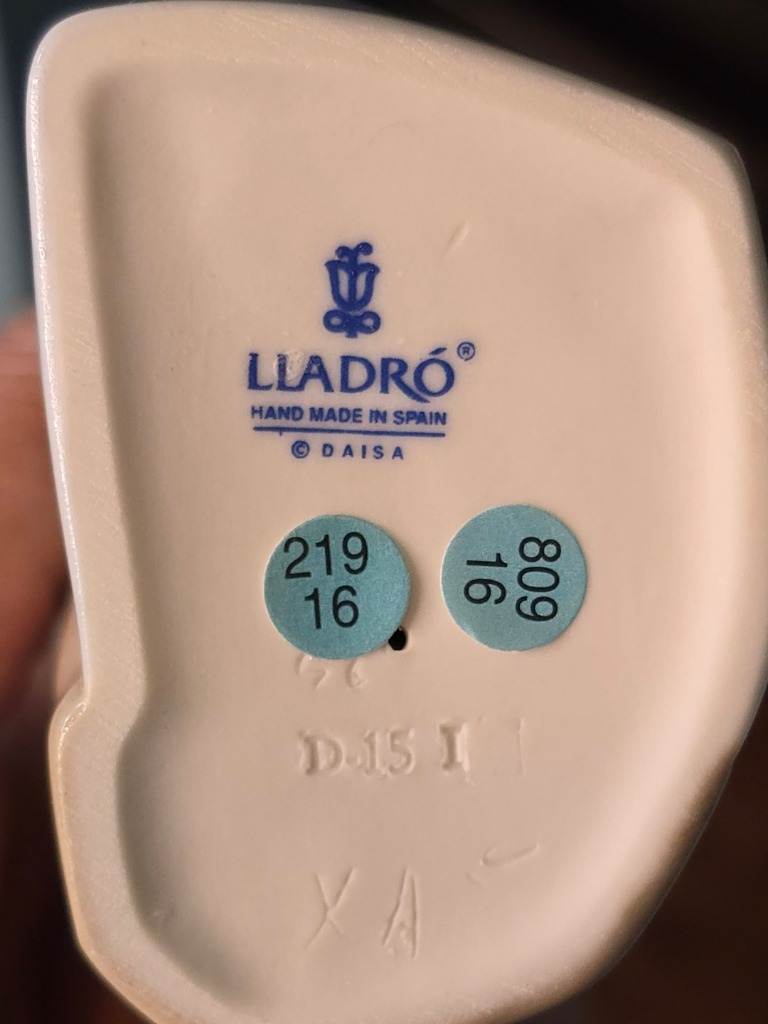 LLADRÓ®
HAND MADE IN SPAIN
© DAISA
219
16
809
16
D-15 I
X A